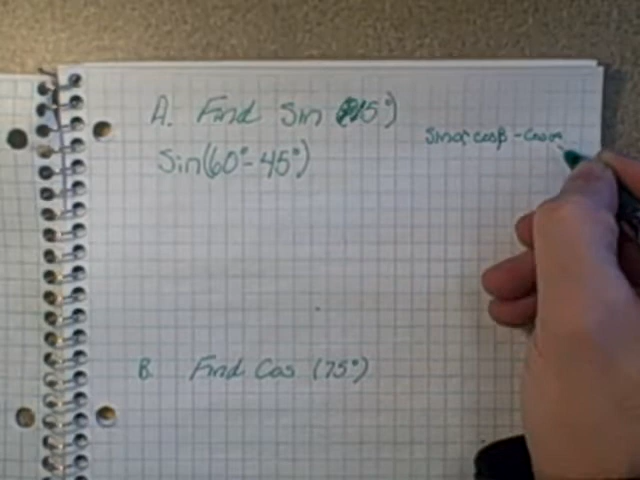 A. Find Sin (15°)
sinα cosβ - cosα
Sin(60° - 45°)
B. Find Cos (75°)